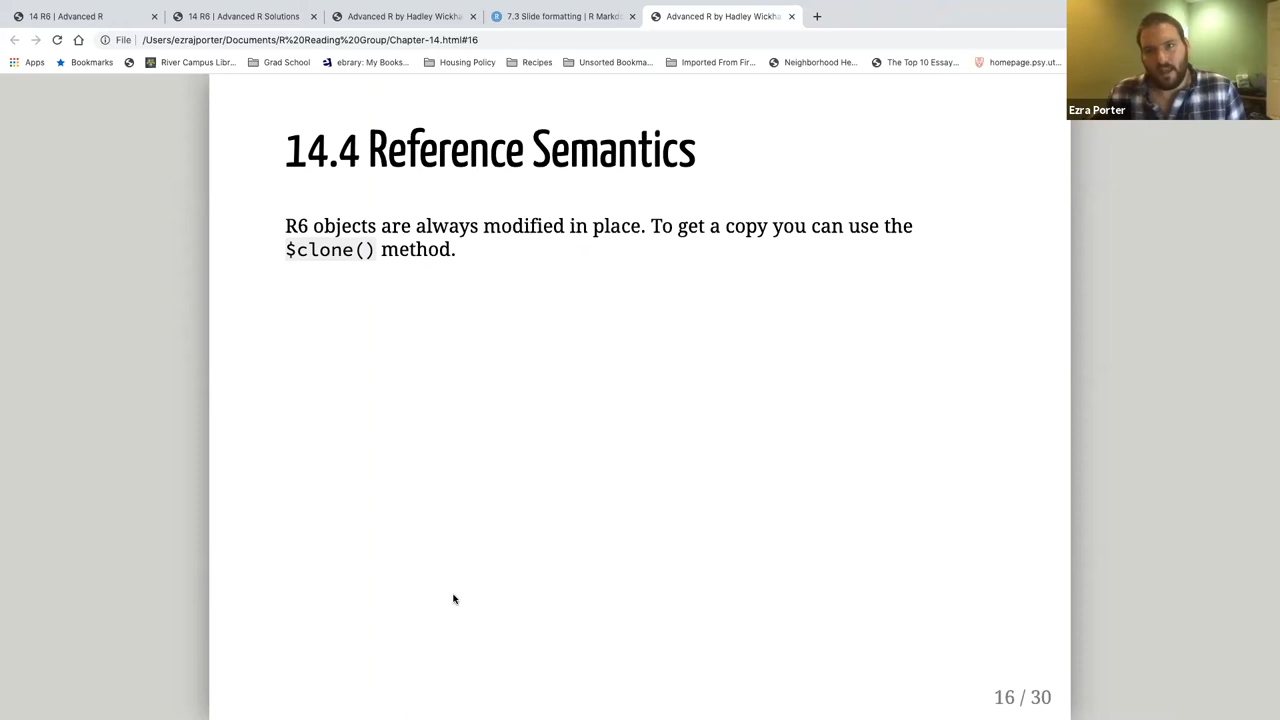 14 R6 | Advanced R
14 R6 | Advanced R Solutions
Advanced R by Hadley Wickha
7.3 Slide formatting | R Markd
Advanced R by Hadley Wickha
File
/Users/ezrajporter/Documents/R%20Reading%20Group/Chapter-14.html#16
Apps
Bookmarks
River Campus Libr...
Grad School
ebrary: My Books...
Housing Policy
Recipes
Unsorted Bookma...
Imported From Fir...
Neighborhood He...
The Top 10 Essay...
homepage.psy.ut...
Ezra Porter
14.4 Reference Semantics
R6 objects are always modified in place. To get a copy you can use the
$clone() method.
16 / 30